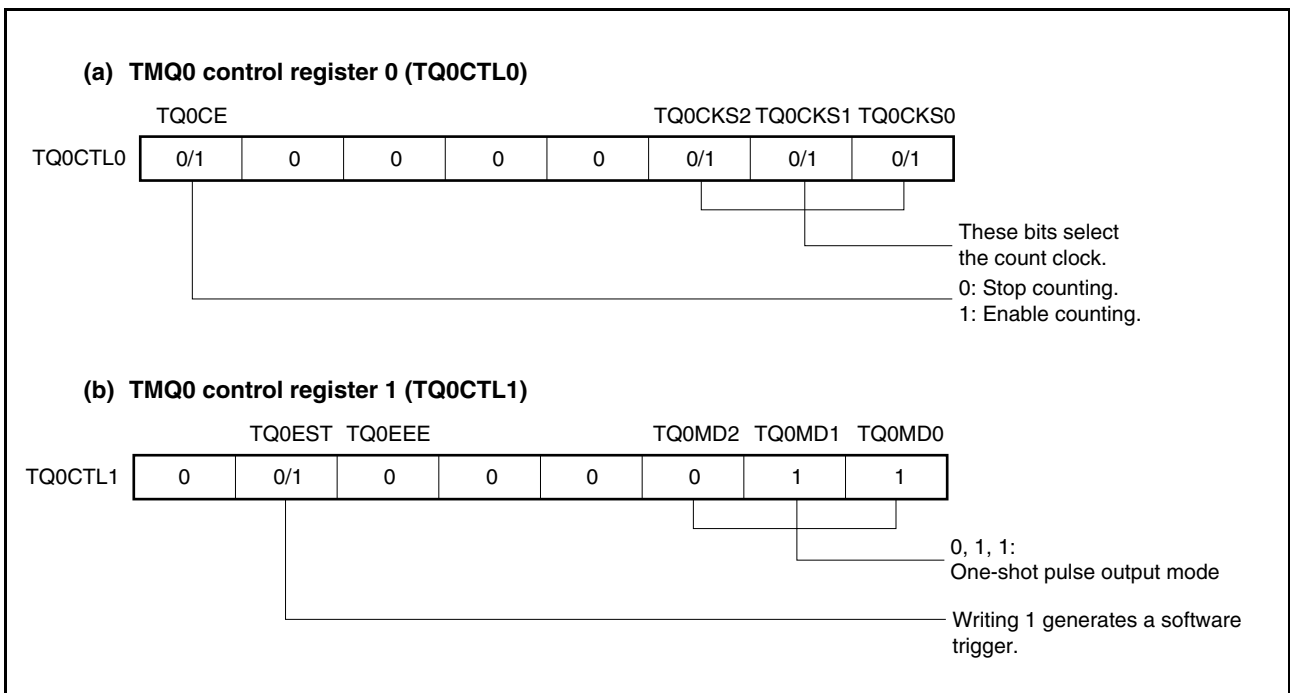 (a) TMQ0 control register 0 (TQ0CTL0)
TQ0CE TQ0CKS2 TQ0CKS1 TQ0CKS0
TQ0CTL0 0/1 0 0 0 0 0/1 0/1 0/1
These bits select
the count clock.
0: Stop counting.
1: Enable counting.
(b) TMQ0 control register 1 (TQ0CTL1)
TQ0EST TQ0EEE TQ0MD2 TQ0MD1 TQ0MD0
TQ0CTL1 0 0/1 0 0 0 0 1 1
0, 1, 1:
One-shot pulse output mode
Writing 1 generates a software
trigger.